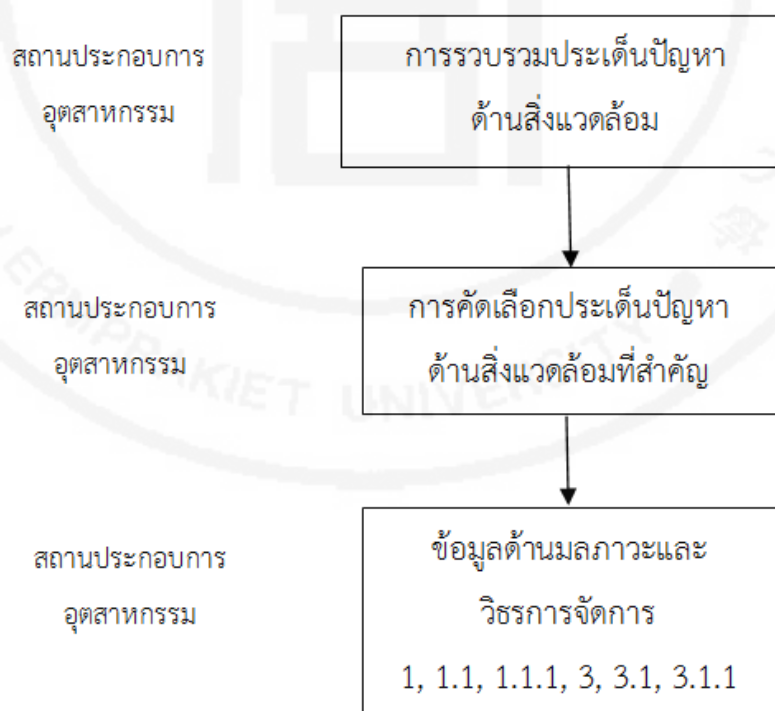 สถานประกอบการ
อุตสาหกรรม
การรวบรวมประเด็นปัญหา
ด้านสิ่งแวดล้อม
สถานประกอบการ
อุตสาหกรรม
การคัดเลือกประเด็นปัญหา
ด้านสิ่งแวดล้อมที่สำคัญ
สถานประกอบการ
อุตสาหกรรม
ข้อมูลด้านมลภาวะและ
วิธรการจัดการ
1, 1.1, 1.1.1, 3, 3.1, 3.1.1
UNIVERSITY